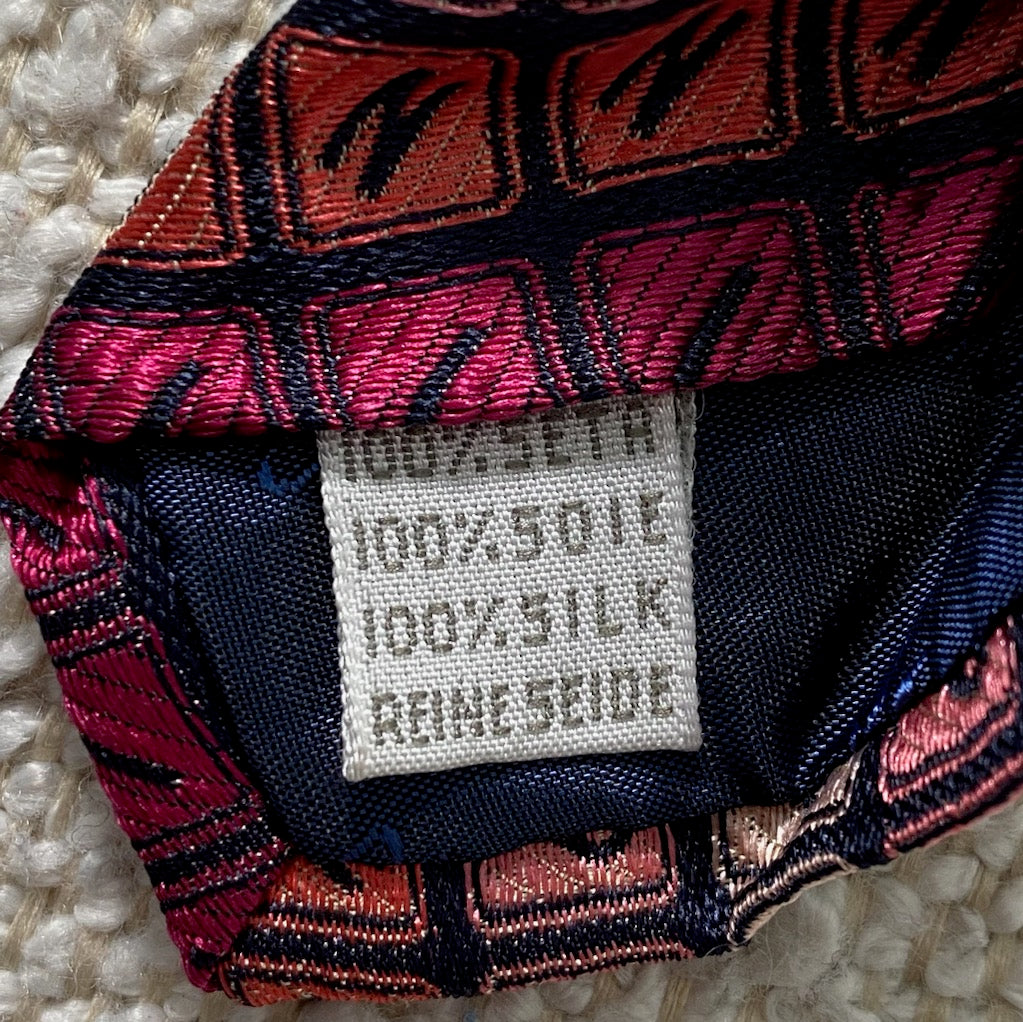 100% SETA
100% SOIE
100% SILK
REINE SEIDE